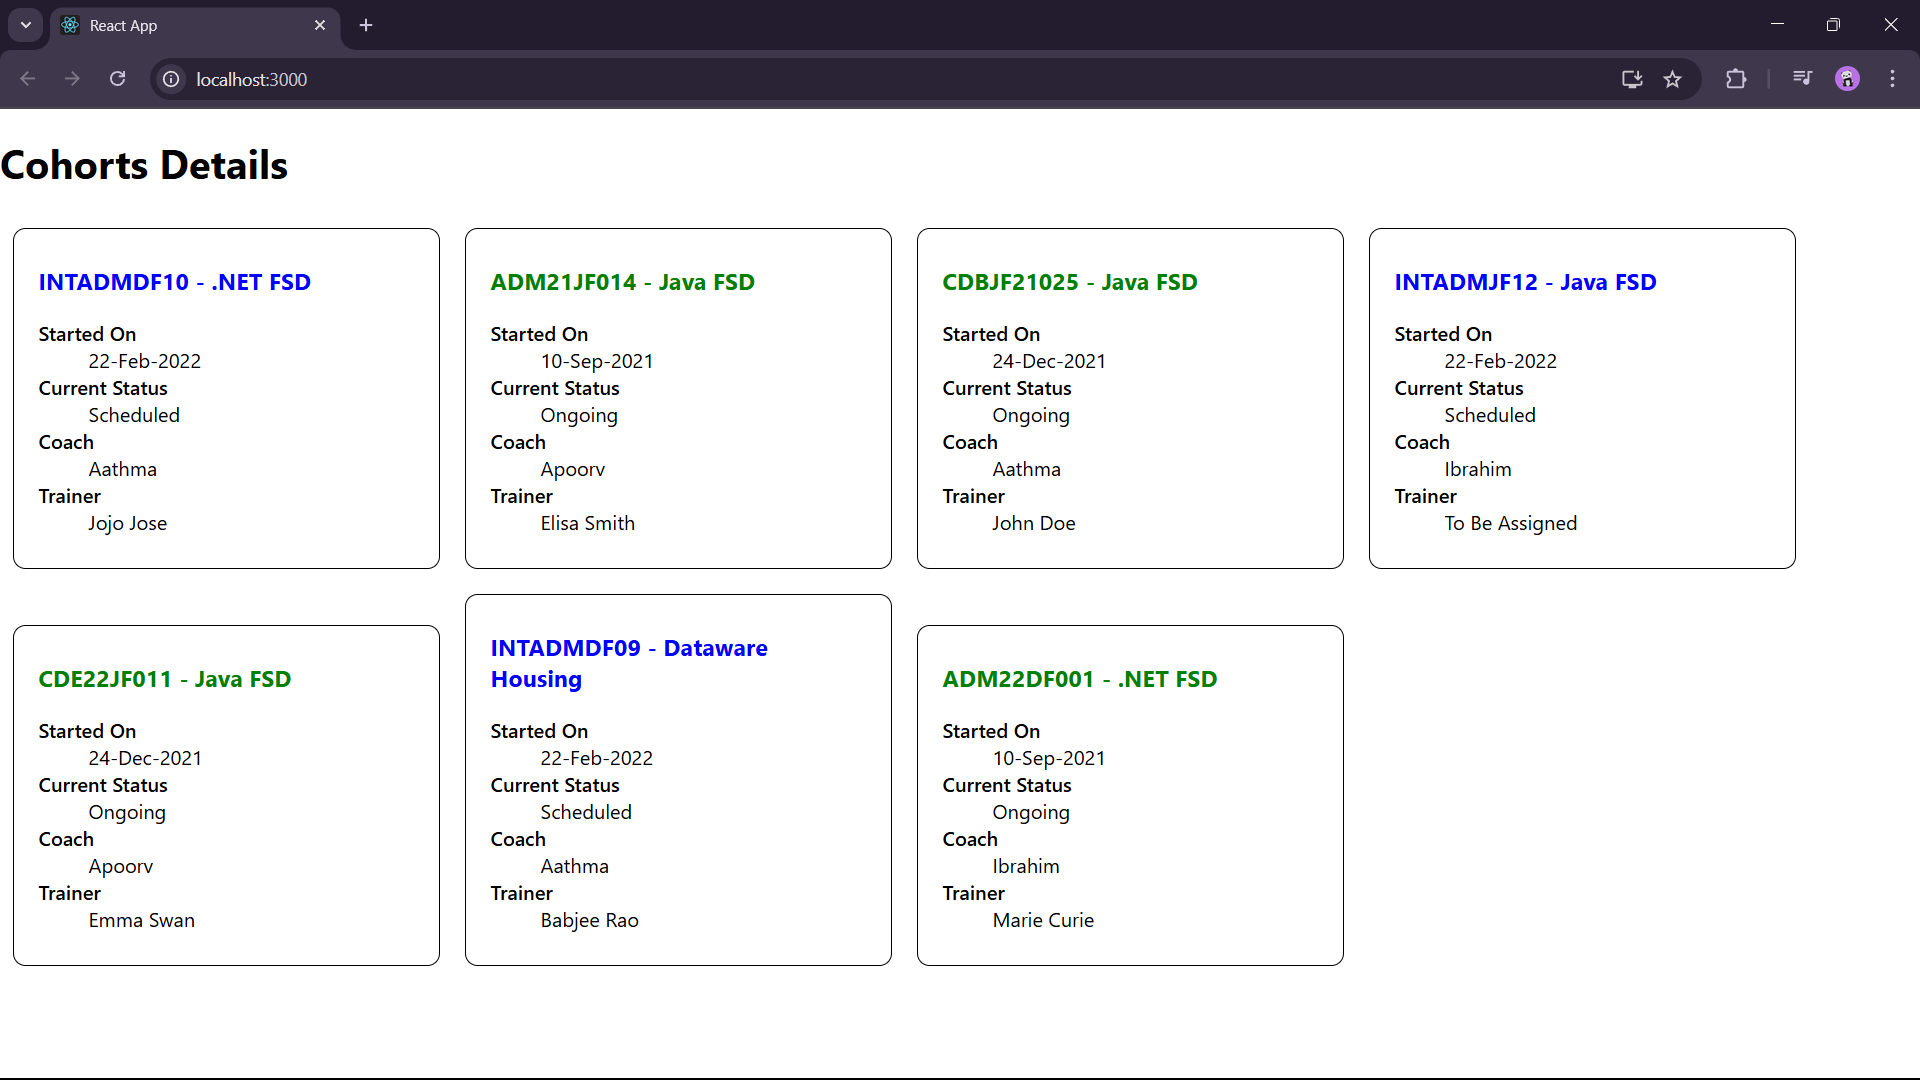 React App
localhost:3000
Cohorts Details
INTADMDF10 - .NET FSD
Started On
22-Feb-2022
Current Status
Scheduled
Coach
Aathma
Trainer
Jojo Jose
ADM21JF014 - Java FSD
Started On
10-Sep-2021
Current Status
Ongoing
Coach
Apoorv
Trainer
Elisa Smith
CDBJF21025 - Java FSD
Started On
24-Dec-2021
Current Status
Ongoing
Coach
Aathma
Trainer
John Doe
INTADMJF12 - Java FSD
Started On
22-Feb-2022
Current Status
Scheduled
Coach
Ibrahim
Trainer
To Be Assigned
CDE22JF011 - Java FSD
Started On
24-Dec-2021
Current Status
Ongoing
Coach
Apoorv
Trainer
Emma Swan
INTADMDF09 - Dataware
Housing
Started On
22-Feb-2022
Current Status
Scheduled
Coach
Aathma
Trainer
Babjee Rao
ADM22DF001 - .NET FSD
Started On
10-Sep-2021
Current Status
Ongoing
Coach
Ibrahim
Trainer
Marie Curie